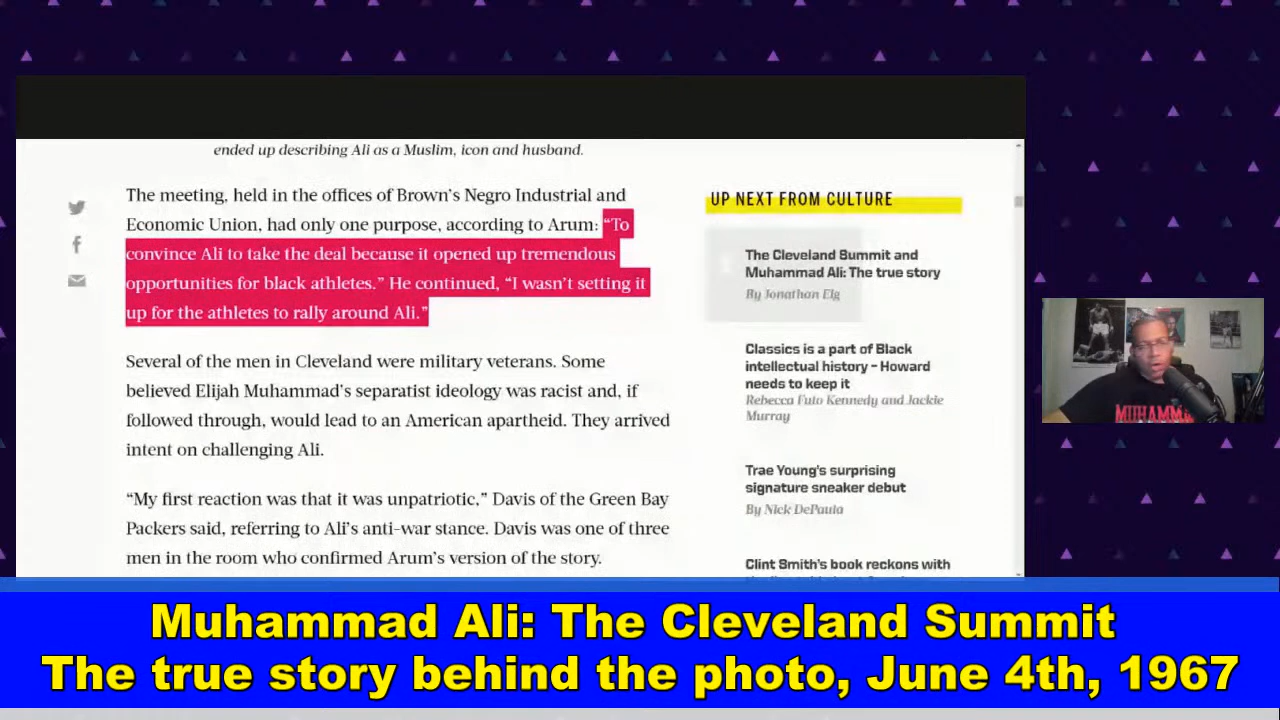 ended up describing Ali as a Muslim, icon and husband.
The meeting, held in the offices of Brown’s Negro Industrial and
Economic Union, had only one purpose, according to Arum: “To
convince Ali to take the deal because it opened up tremendous
opportunities for black athletes.” He continued, “I wasn’t setting it
up for the athletes to rally around Ali.”
Several of the men in Cleveland were military veterans. Some
believed Elijah Muhammad’s separatist ideology was racist and, if
followed through, would lead to an American apartheid. They arrived
intent on challenging Ali.
“My first reaction was that it was unpatriotic,” Davis of the Green Bay
Packers said, referring to Ali’s anti-war stance. Davis was one of three
men in the room who confirmed Arum’s version of the story.
UP NEXT FROM CULTURE
The Cleveland Summit and
Muhammad Ali: The true story
By Jonathan Eig
Classics is a part of Black
intellectual history – Howard
needs to keep it
Rebecca Futo Kennedy and Jackie
Murray
Trae Young's surprising
signature sneaker debut
By Nick DePaula
Clint Smith's book reckons with
MUHAMM
Muhammad Ali: The Cleveland Summit
The true story behind the photo, June 4th, 1967